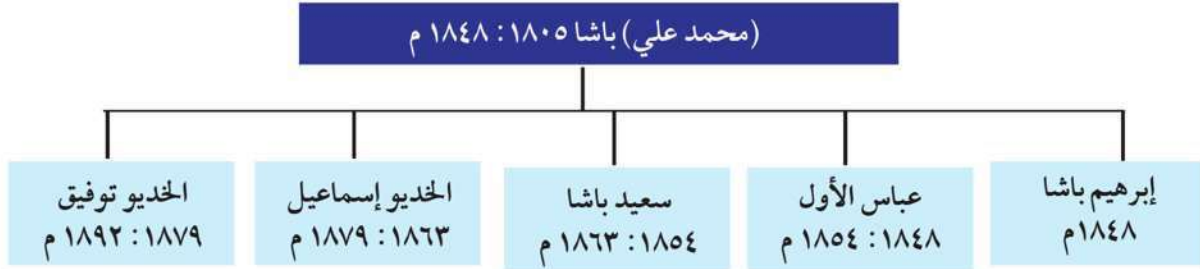 (محمد علي) باشا ١٨٠٥: ١٨٤٨ م
إبرهيم باشا
١٨٤٨م
عباس الأول
١٨٤٨: ١٨٥٤ م
سعيد باشا
١٨٥٤: ١٨٦٣ م
الخديو إسماعيل
١٨٦٣: ١٨٧٩ م
الخديو توفيق
١٨٧٩: ١٨٩٢ م